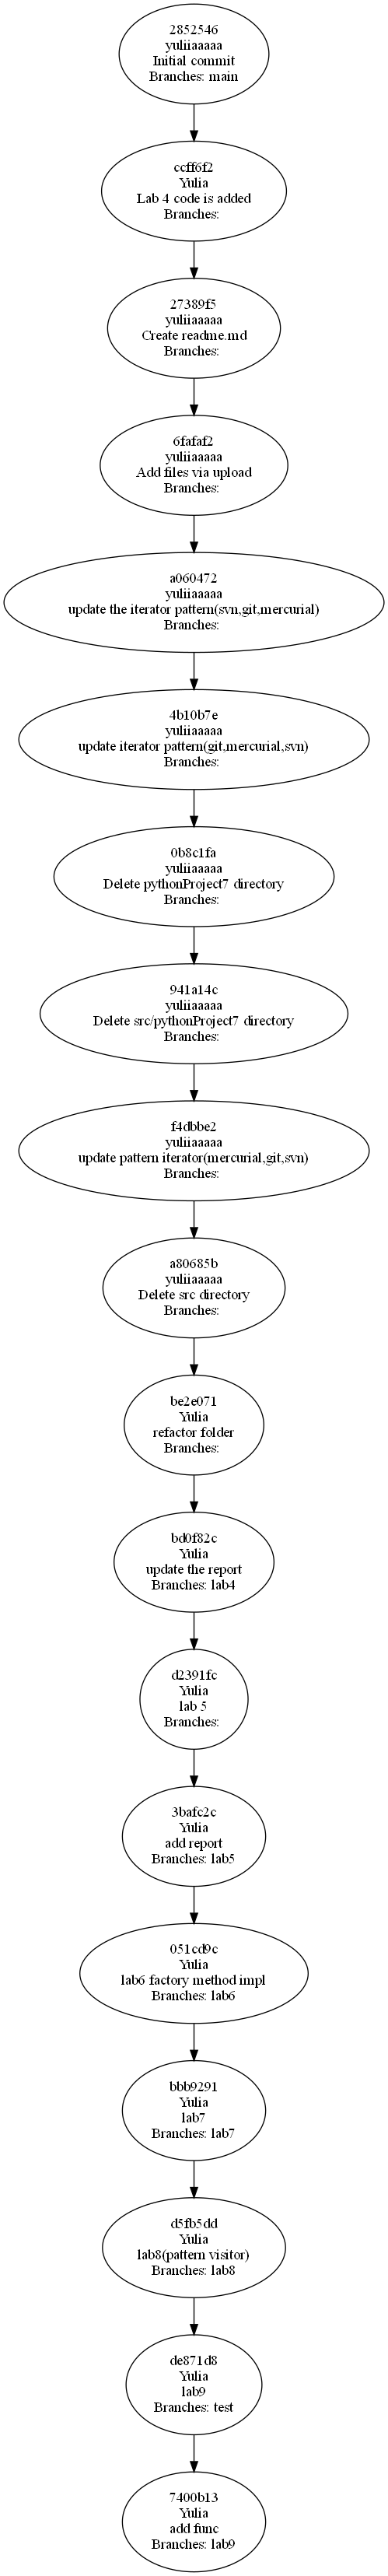 2852546
yuliiaaaaa
Initial commit
Branches: main
ccff6f2
Yulia
Lab 4 code is added
Branches:
27389f5
yuliiaaaaa
Create readme.md
Branches:
6fafaf2
yuliiaaaaa
Add files via upload
Branches:
a060472
yuliiaaaaa
update the iterator pattern(svn,git,mercurial)
Branches:
4b10b7e
yuliiaaaaa
update iterator pattern(git,mercurial,svn)
Branches:
0b8c1fa
yuliiaaaaa
Delete pythonProject7 directory
Branches:
941a14c
yuliiaaaaa
Delete src/pythonProject7 directory
Branches:
f4dbbe2
yuliiaaaaa
update pattern iterator(mercurial,git,svn)
Branches:
a80685b
yuliiaaaaa
Delete src directory
Branches:
be2e071
Yulia
refactor folder
Branches:
bd0f82c
Yulia
update the report
Branches: lab4
d2391fc
Yulia
lab 5
Branches:
3bafc2c
Yulia
add report
Branches: lab5
051cd9c
Yulia
lab6 factory method impl
Branches: lab6
bbb9291
Yulia
lab7
Branches: lab7
d5fb5dd
Yulia
lab8(pattern visitor)
Branches: lab8
de871d8
Yulia
lab9
Branches: test
7400b13
Yulia
add func
Branches: lab9